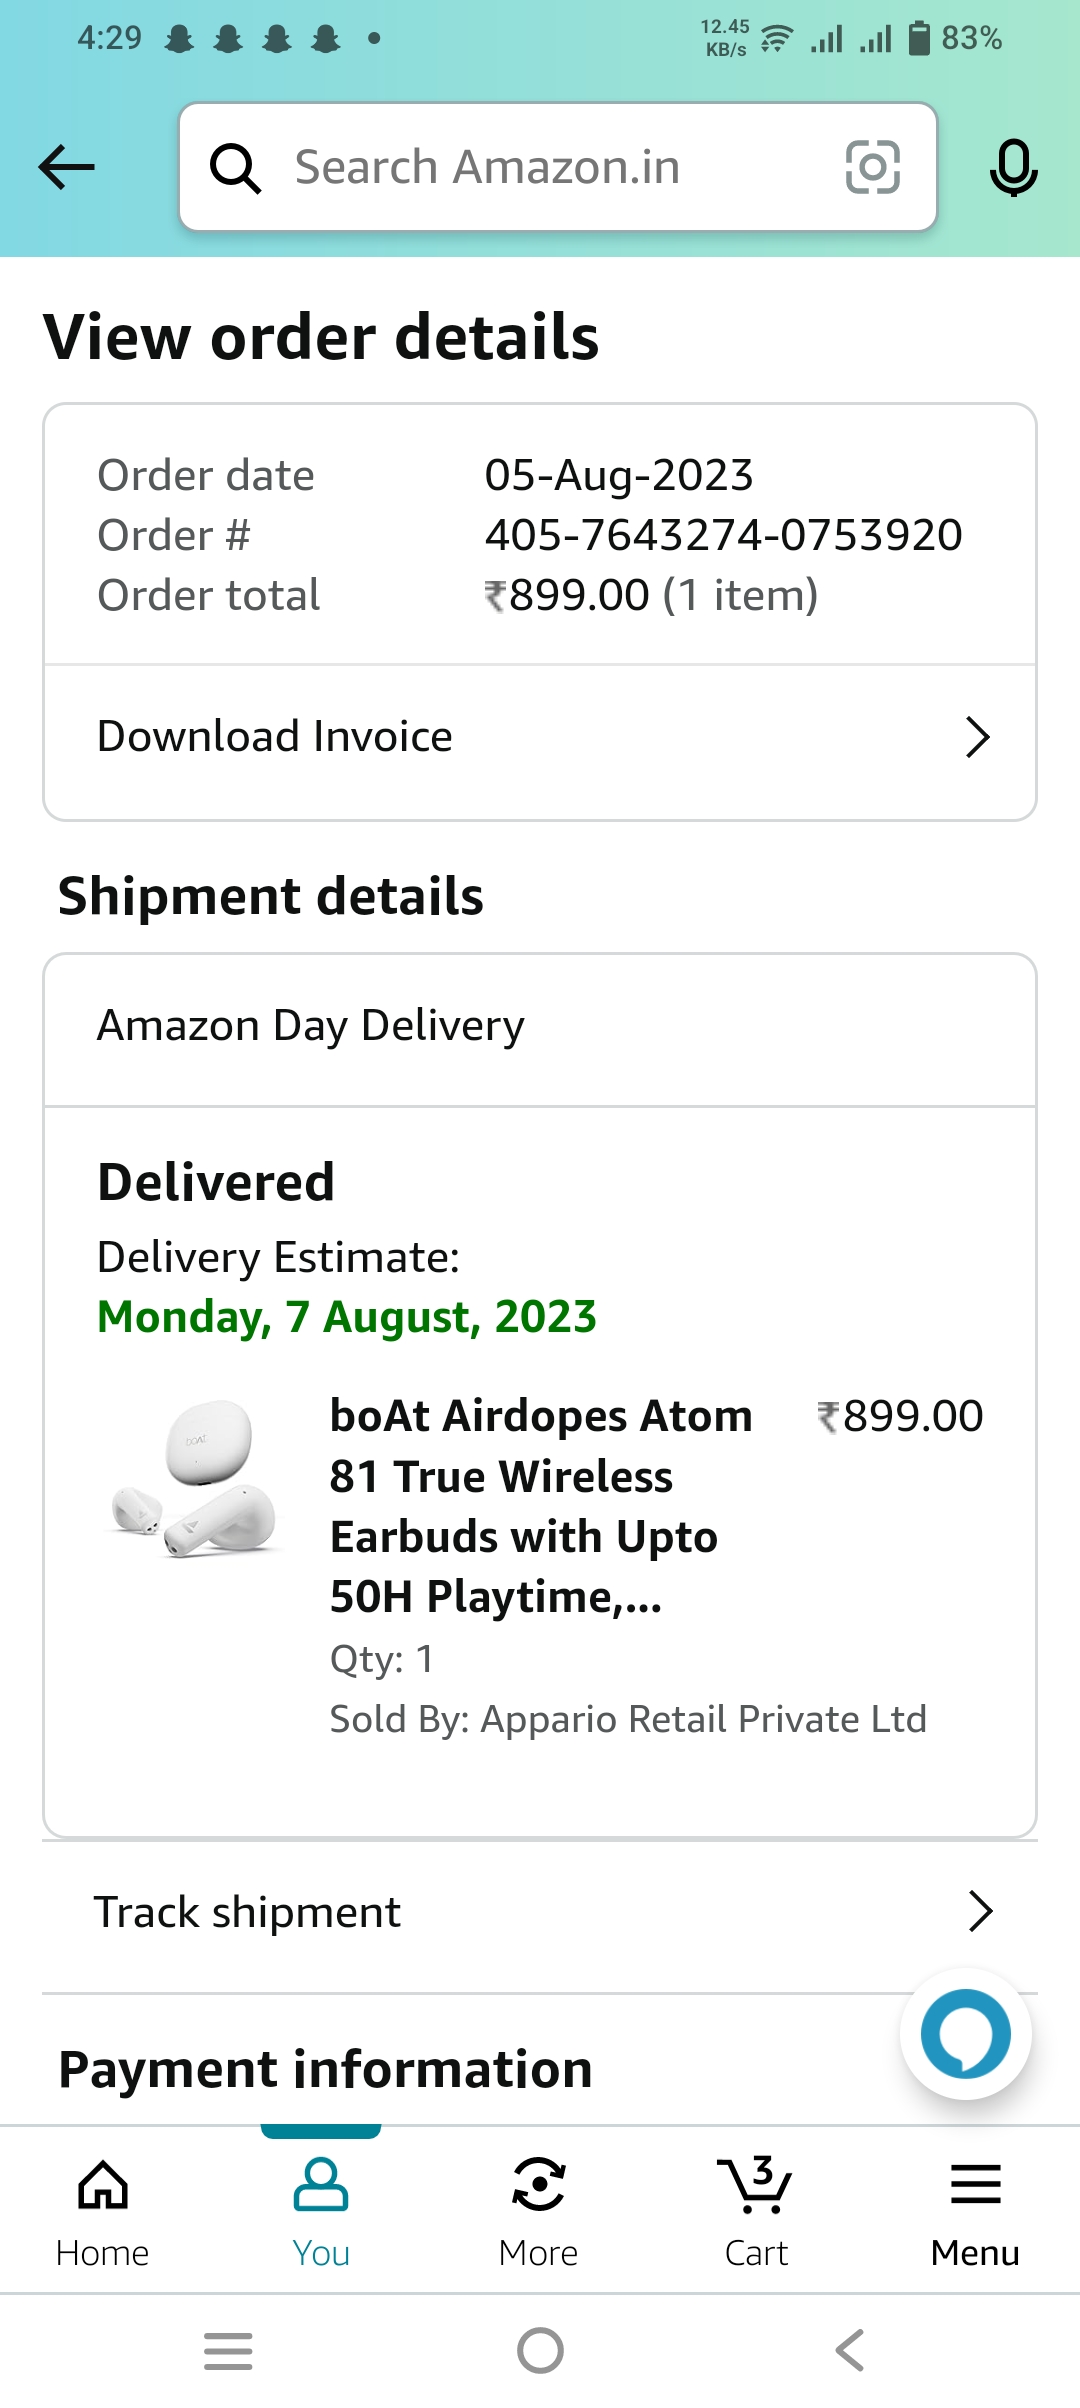 4:29
12.45
KB/s
83%
Search Amazon.in
View order details
Order date 05-Aug-2023
Order # 405-7643274-0753920
Order total ₹899.00 (1 item)
Download Invoice
Shipment details
Amazon Day Delivery
Delivered
Delivery Estimate:
Monday, 7 August, 2023
boAt
boAt Airdopes Atom ₹899.00
81 True Wireless
Earbuds with Upto
50H Playtime,...
Qty: 1
Sold By: Appario Retail Private Ltd
Track shipment
Payment information
3
Home You More Cart Menu